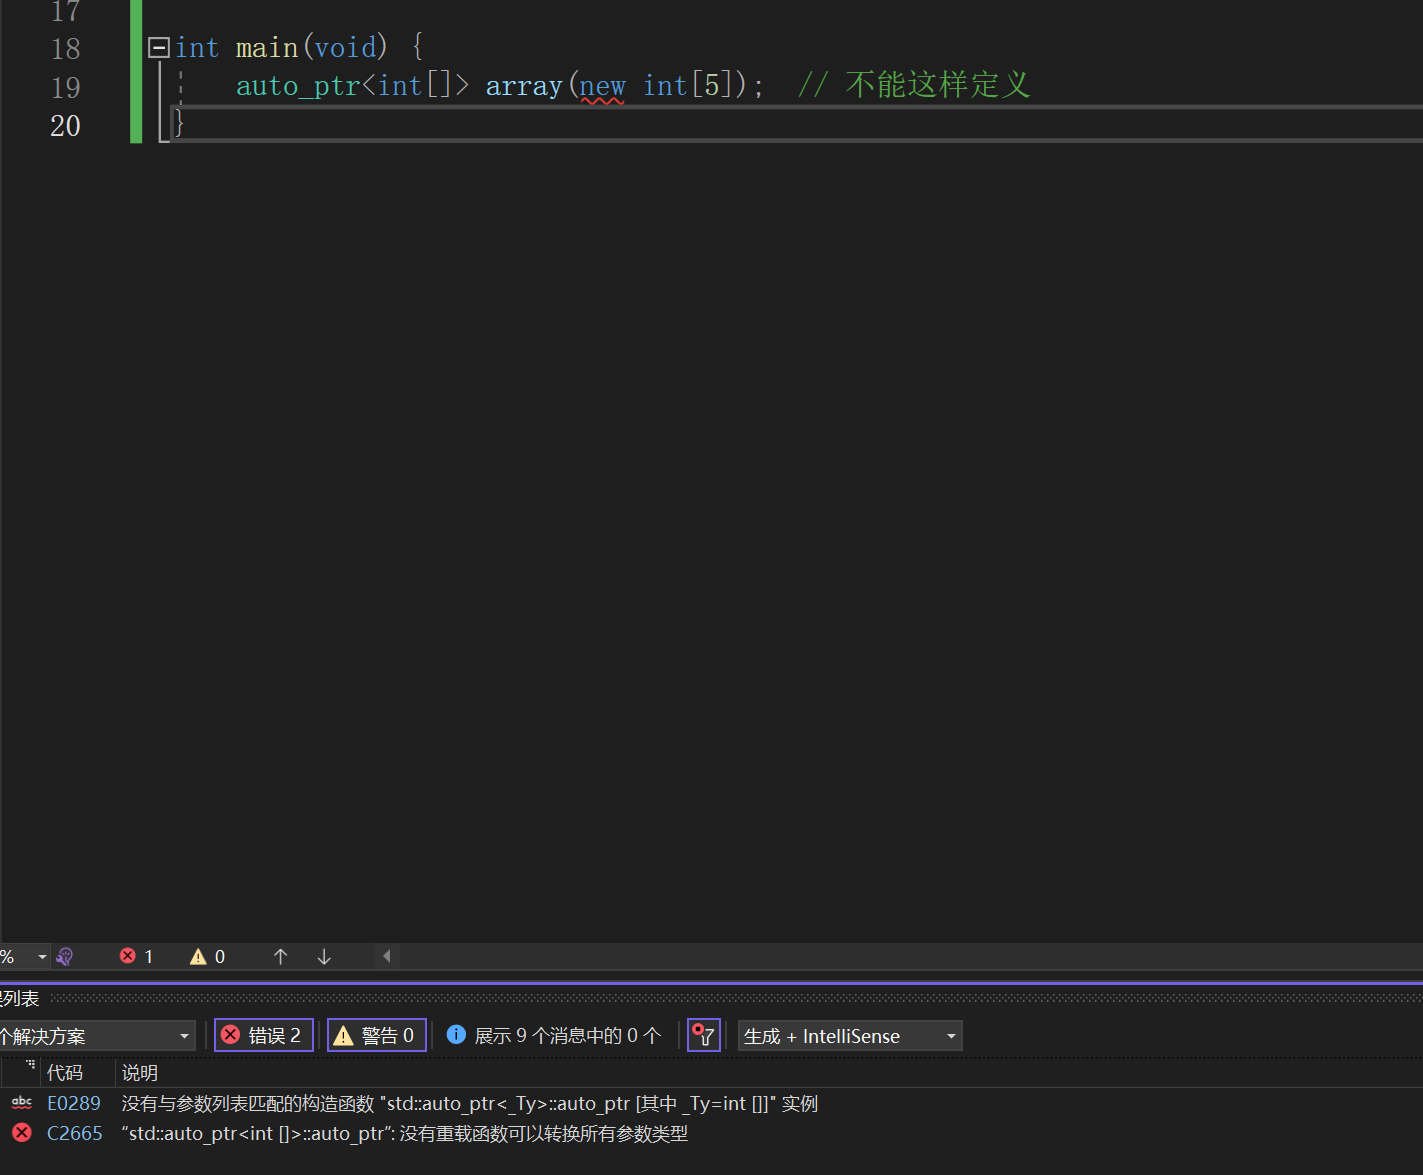 17
18 int main(void) {
19 auto_ptr<int[]> array(new int[5]);  // 不能这样定义
20 }
% 1 0
列表
个解决方案 错误 2 警告 0 展示 9 个消息中的 0 个 生成 + IntelliSense
代码 说明
abc E0289 没有与参数列表匹配的构造函数 "std::auto_ptr<_Ty>::auto_ptr [其中 _Ty=int []]" 实例
C2665 “std::auto_ptr<int []>::auto_ptr”: 没有重载函数可以转换所有参数类型